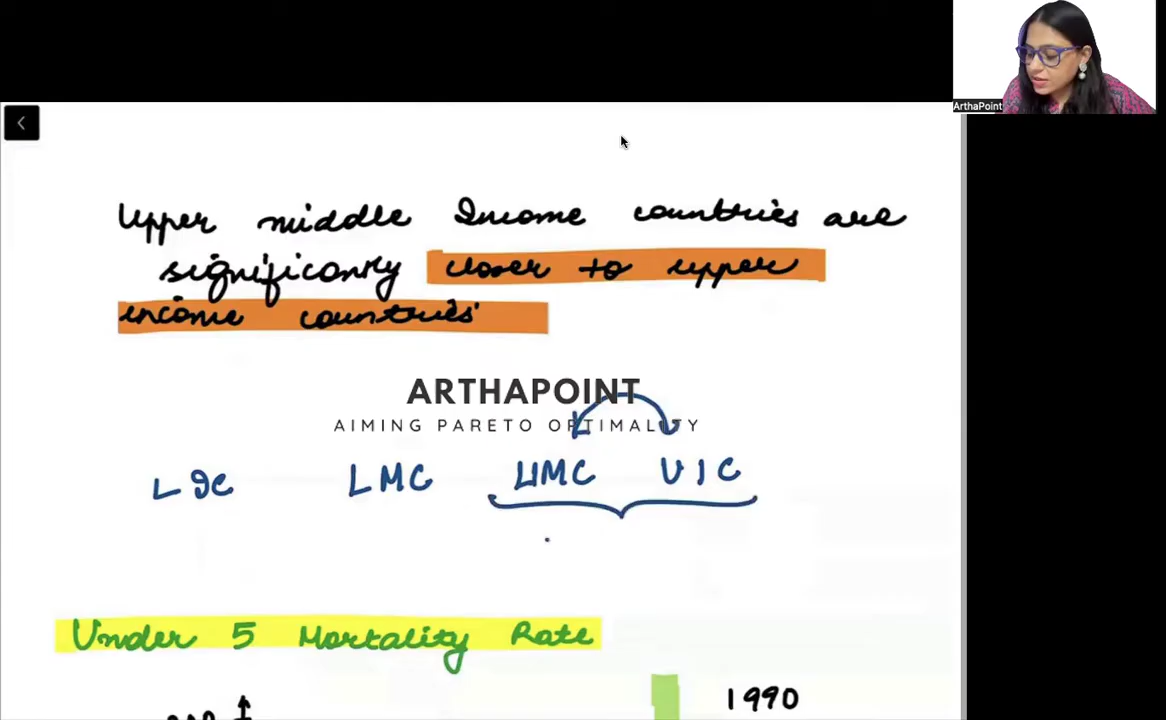 ArthaPoint
Upper middle Income countries are
significantly closer to upper
income countries
ARTHAPOINT
AIMING PARETO OPTIMALITY
LIC LMC UMC UIC
Under 5 Mortality Rate
1990